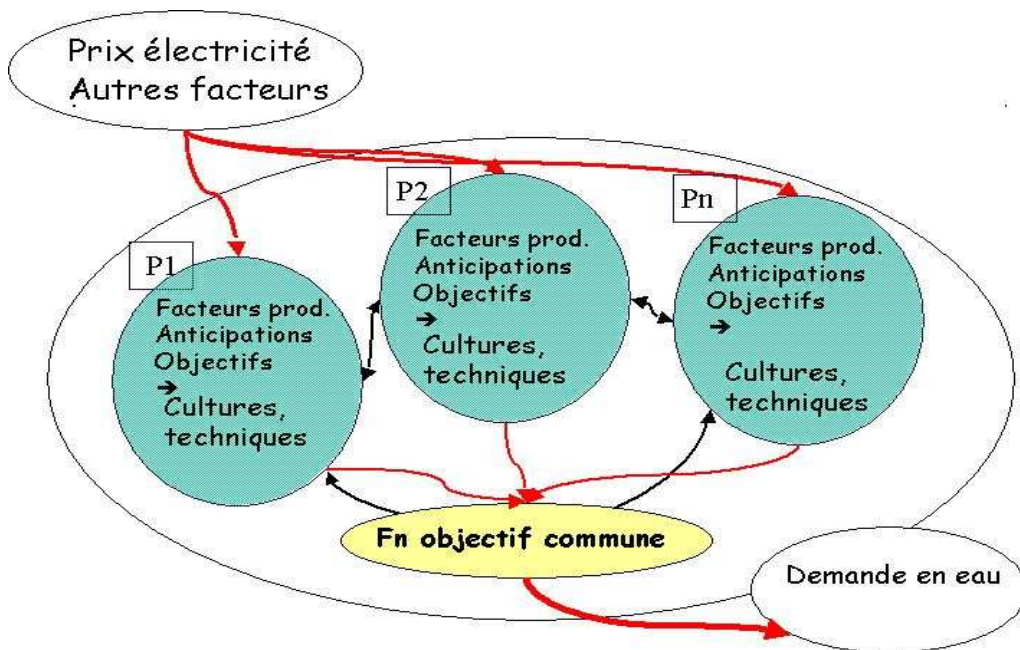 Prix électricité
Autres facteurs
P1
Facteurs prod.
Anticipations
Objectifs
➔
Cultures,
techniques
P2
Facteurs prod.
Anticipations
Objectifs
➔
Cultures,
techniques
Pn
Facteurs prod.
Anticipations
Objectifs
➔
Cultures,
techniques
Fn objectif commune
Demande en eau